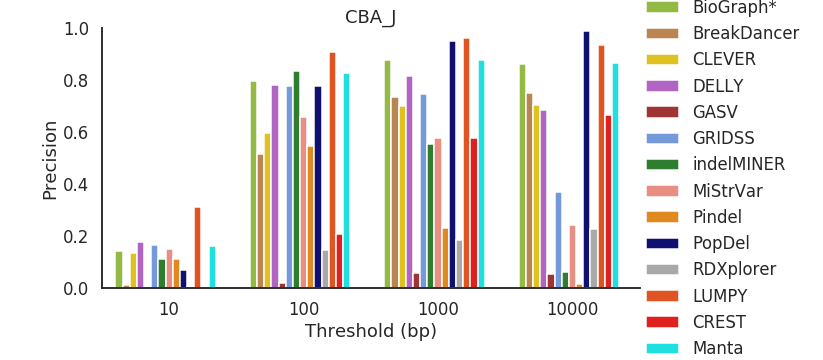 CBA_J
Precision
1.0
0.8
0.6
0.4
0.2
0.0
10
100
1000
10000
Threshold (bp)
BioGraph*
BreakDancer
CLEVER
DELLY
GASV
GRIDSS
indelMINER
MiStrVar
Pindel
PopDel
RDXplorer
LUMPY
CREST
Manta